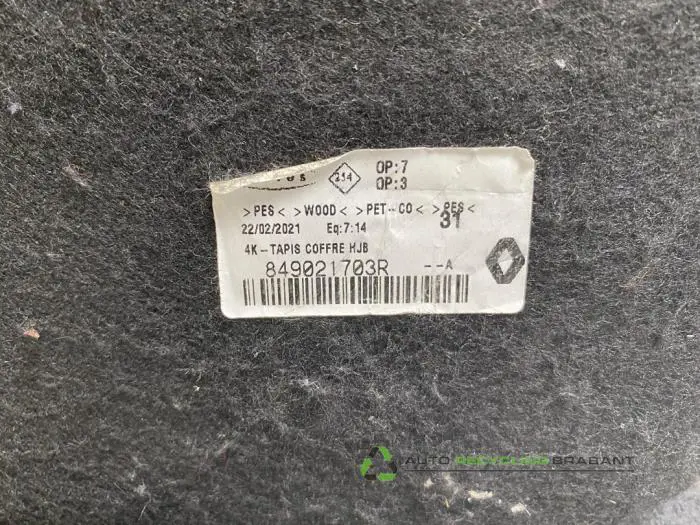 254 OP:7
OP:3
>PES< >WOOD< >PET-CO< >PES<
31
22/02/2021 Eq:7:14
4K-TAPIS COFFRE HJB
849021703R --A
AUTO RECYCLING BRABANT